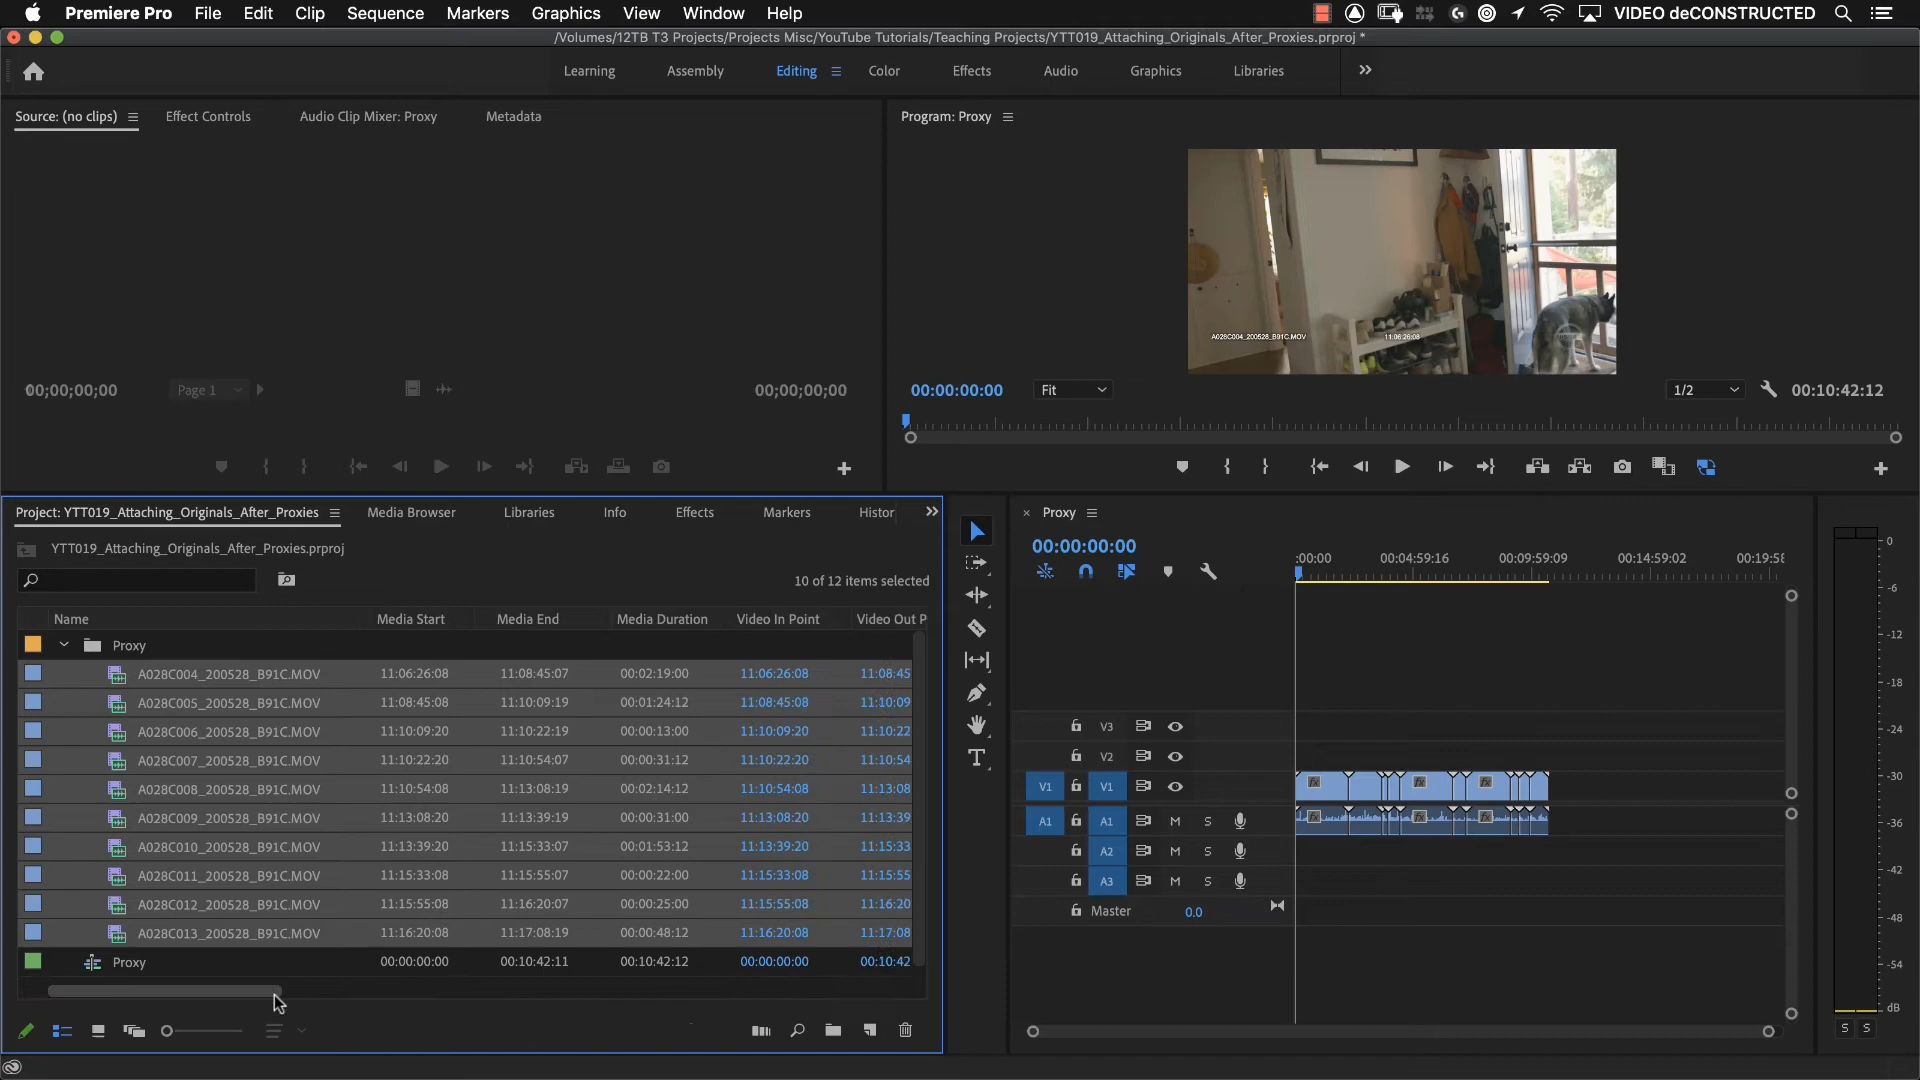 Premiere Pro File Edit Clip Sequence Markers Graphics View Window Help VIDEO deCONSTRUCTED
/Volumes/12TB T3 Projects/Projects Misc/YouTube Tutorials/Teaching Projects/YTT019_Attaching_Originals_After_Proxies.prproj *
Learning Assembly Editing Color Effects Audio Graphics Libraries
Source: (no clips) Effect Controls Audio Clip Mixer: Proxy Metadata
Program: Proxy
A028C004_200528_B91C.MOV 11:06:26:08
00;00;00;00 Page 1 00;00;00;00
00:00:00:00 Fit 1/2 00:10:42:12
Project: YTT019_Attaching_Originals_After_Proxies Media Browser Libraries Info Effects Markers Histor
YTT019_Attaching_Originals_After_Proxies.prproj
10 of 12 items selected
Name Media Start Media End Media Duration Video In Point Video Out P
Proxy
A028C004_200528_B91C.MOV 11:06:26:08 11:08:45:07 00:02:19:00 11:06:26:08 11:08:45
A028C005_200528_B91C.MOV 11:08:45:08 11:10:09:19 00:01:24:12 11:08:45:08 11:10:09
A028C006_200528_B91C.MOV 11:10:09:20 11:10:22:19 00:00:13:00 11:10:09:20 11:10:22
A028C007_200528_B91C.MOV 11:10:22:20 11:10:54:07 00:00:31:12 11:10:22:20 11:10:54
A028C008_200528_B91C.MOV 11:10:54:08 11:13:08:19 00:02:14:12 11:10:54:08 11:13:08
A028C009_200528_B91C.MOV 11:13:08:20 11:13:39:19 00:00:31:00 11:13:08:20 11:13:39
A028C010_200528_B91C.MOV 11:13:39:20 11:15:33:07 00:01:53:12 11:13:39:20 11:15:33
A028C011_200528_B91C.MOV 11:15:33:08 11:15:55:07 00:00:22:00 11:15:33:08 11:15:55
A028C012_200528_B91C.MOV 11:15:55:08 11:16:20:07 00:00:25:00 11:15:55:08 11:16:20
A028C013_200528_B91C.MOV 11:16:20:08 11:17:08:19 00:00:48:12 11:16:20:08 11:17:08
Proxy 00:00:00:00 00:10:42:11 00:10:42:12 00:00:00:00 00:10:42
Proxy
00:00:00:00
:00:00 00:04:59:16 00:09:59:09 00:14:59:02 00:19:58
V3
V2
V1 V1 fx fx fx
A1 A1 M S fx fx fx
A2 M S
A3 M S
Master 0.0
0
-6
-12
-18
-24
-30
-36
-42
-48
-54
dB
S S